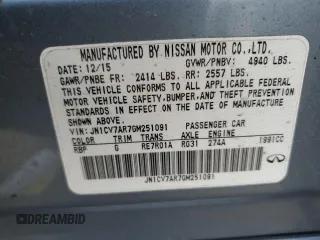 MANUFACTURED BY NISSAN MOTOR CO.,LTD.
DATE: 12/15 GVWR/PNBV: 4940 LBS.
GAWR/PNBE FR: 2414 LBS. RR: 2557 LBS.
THIS VEHICLE CONFORMS TO ALL APPLICABLE FEDERAL
MOTOR VEHICLE SAFETY, BUMPER, AND THEFT PREVENTION
STANDARDS IN EFFECT ON THE DATE OF MANUFACTURE
SHOWN ABOVE.
VIN: JN1CV7AR7GM251091 PASSENGER CAR
COLOR TRIM TRANS AXLE ENGINE
RBP G RE7R01A R031 274A 1991CC
JN1CV7AR7GM251091
©AUTOBIDMASTER